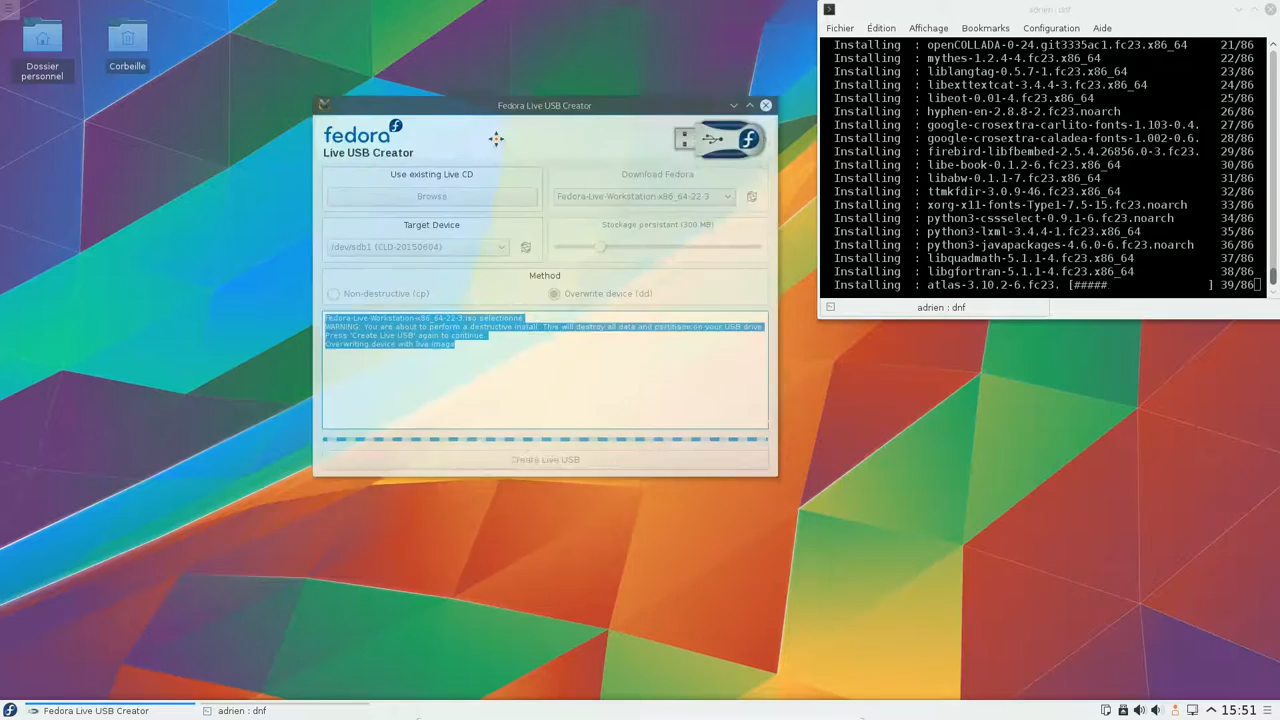 Dossier
personnel
Corbeille
Fedora Live USB Creator
fedora
Live USB Creator
Use existing Live CD
Browse
Download Fedora
Fedora-Live-Workstation-x86_64-22-3
Target Device
/dev/sdb1 (CLD-20150604)
Stockage persistant (300 MB)
Method
Non-destructive (cp)
Overwrite device (dd)
Fedora-Live-Workstation-x86_64-22-3.iso selectionné
WARNING: You are about to perform a destructive install. This will destroy all data and partitions on your USB drive
Press 'Create Live USB' again to continue.
Overwriting device with live image
Create Live USB
adrien : dnf
Fichier Édition Affichage Bookmarks Configuration Aide
Installing : openCOLLADA-0-24.git3335ac1.fc23.x86_64 21/86
Installing : mythes-1.2.4-4.fc23.x86_64 22/86
Installing : liblangtag-0.5.7-1.fc23.x86_64 23/86
Installing : libexttextcat-3.4.4-3.fc23.x86_64 24/86
Installing : libeot-0.01-4.fc23.x86_64 25/86
Installing : hyphen-en-2.8.8-2.fc23.noarch 26/86
Installing : google-crosextra-carlito-fonts-1.103-0.4. 27/86
Installing : google-crosextra-caladea-fonts-1.002-0.6. 28/86
Installing : firebird-libfbembed-2.5.4.26856.0-3.fc23. 29/86
Installing : libe-book-0.1.2-6.fc23.x86_64 30/86
Installing : libabw-0.1.1-7.fc23.x86_64 31/86
Installing : ttmkfdir-3.0.9-46.fc23.x86_64 32/86
Installing : xorg-x11-fonts-Type1-7.5-15.fc23.noarch 33/86
Installing : python3-cssselect-0.9.1-6.fc23.noarch 34/86
Installing : python3-lxml-3.4.4-1.fc23.x86_64 35/86
Installing : python3-javapackages-4.6.0-6.fc23.noarch 36/86
Installing : libquadmath-5.1.1-4.fc23.x86_64 37/86
Installing : libgfortran-5.1.1-4.fc23.x86_64 38/86
Installing : atlas-3.10.2-6.fc23. [##### ] 39/86
adrien : dnf
Fedora Live USB Creator
adrien : dnf
15:51